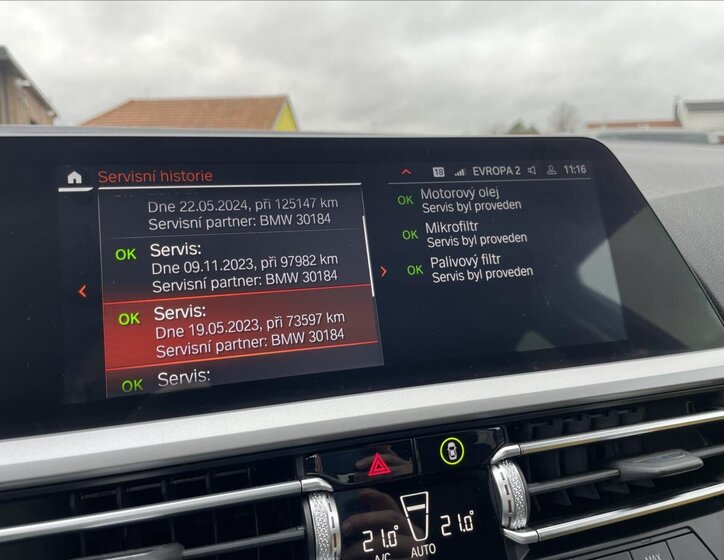 Servisní historie
18
EVROPA 2
11:16
Dne 22.05.2024, při 125147 km
Servisní partner: BMW 30184
OK Servis:
Dne 09.11.2023, při 97982 km
Servisní partner: BMW 30184
OK Servis:
Dne 19.05.2023, při 73597 km
Servisní partner: BMW 30184
OK Servis:
OK Motorový olej
Servis byl proveden
OK Mikrofiltr
Servis byl proveden
OK Palivový filtr
Servis byl proveden
21.0° 21.0°
A/C AUTO
MAX